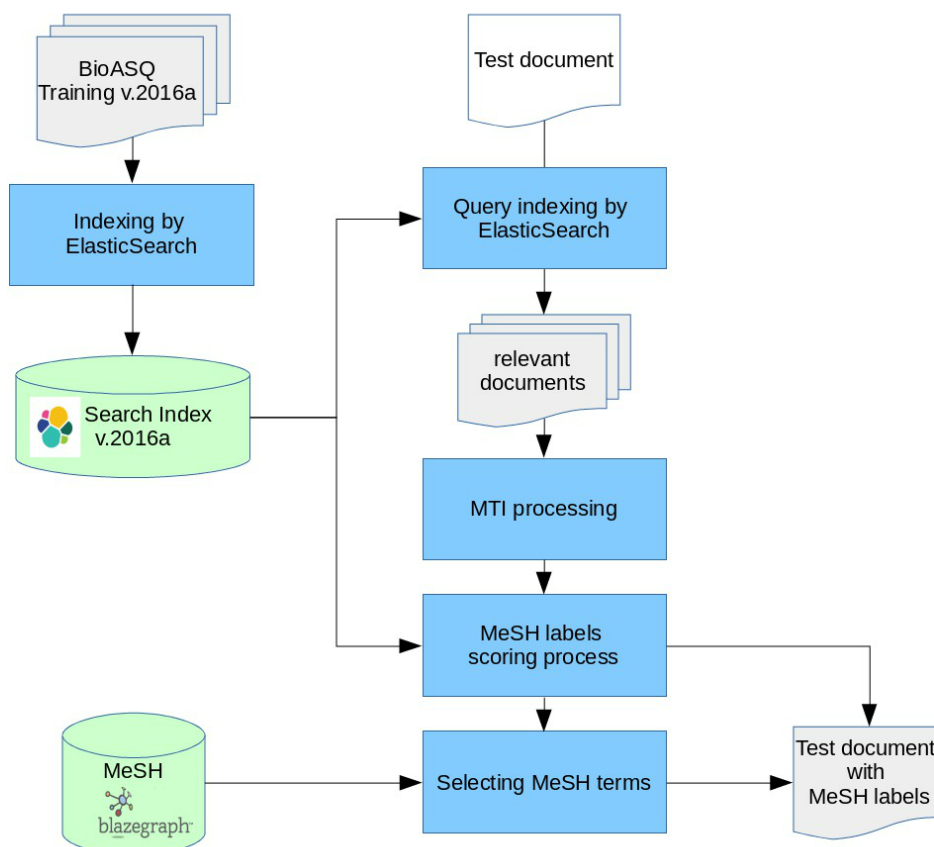 BioASQ
Training v.2016a
Test document
Indexing by
ElasticSearch
Query indexing by
ElasticSearch
Search Index
v.2016a
relevant
documents
MTI processing
MeSH labels
scoring process
MeSH
blazegraph
Selecting MeSH terms
Test document
with
MeSH labels